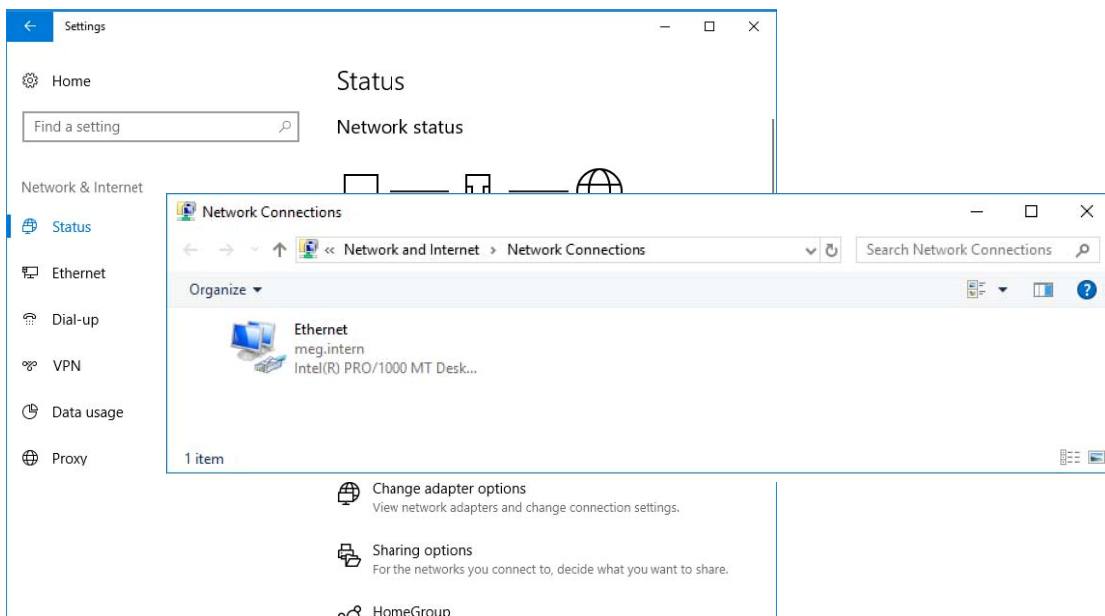 Settings
Home
Find a setting
Network & Internet
Status
Ethernet
Dial-up
VPN
Data usage
Proxy
Status
Network status
Network Connections
« Network and Internet › Network Connections
Search Network Connections
Organize
Ethernet
meg.intern
Intel(R) PRO/1000 MT Desk...
1 item
Change adapter options
View network adapters and change connection settings.
Sharing options
For the networks you connect to, decide what you want to share.
HomeGroup